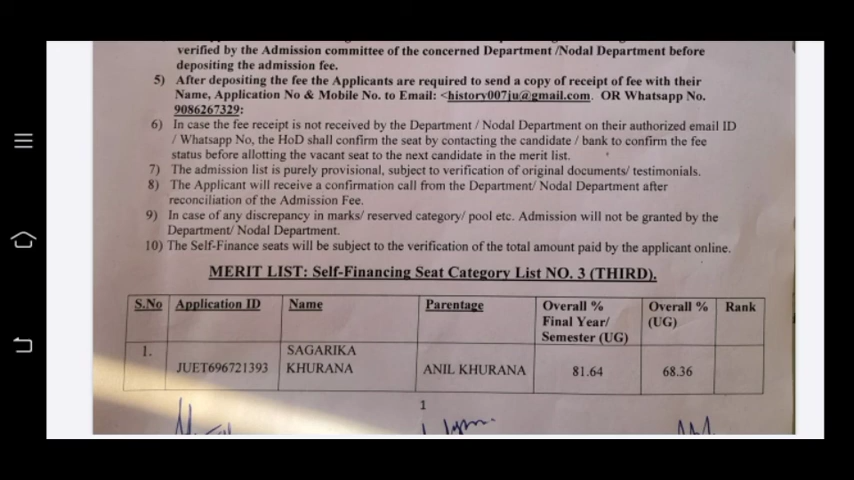 verified by the Admission committee of the concerned Department /Nodal Department before
depositing the admission fee.
5) After depositing the fee the Applicants are required to send a copy of receipt of fee with their
Name, Application No & Mobile No. to Email: <history007ju@gmail.com. OR Whatsapp No.
9086267329:
6) In case the fee receipt is not received by the Department / Nodal Department on their authorized email ID
/ Whatsapp No, the HoD shall confirm the seat by contacting the candidate / bank to confirm the fee
status before allotting the vacant seat to the next candidate in the merit list.
7) The admission list is purely provisional, subject to verification of original documents/ testimonials.
8) The Applicant will receive a confirmation call from the Department/ Nodal Department after
reconciliation of the Admission Fee.
9) In case of any discrepancy in marks/ reserved category/ pool etc. Admission will not be granted by the
Department/ Nodal Department.
10) The Self-Finance seats will be subject to the verification of the total amount paid by the applicant online.
MERIT LIST: Self-Financing Seat Category List NO. 3 (THIRD).
S.No Application ID Name Parentage Overall % Overall % Rank
Final Year/ (UG)
Semester (UG)
1. SAGARIKA
JUET696721393 KHURANA ANIL KHURANA 81.64 68.36
1